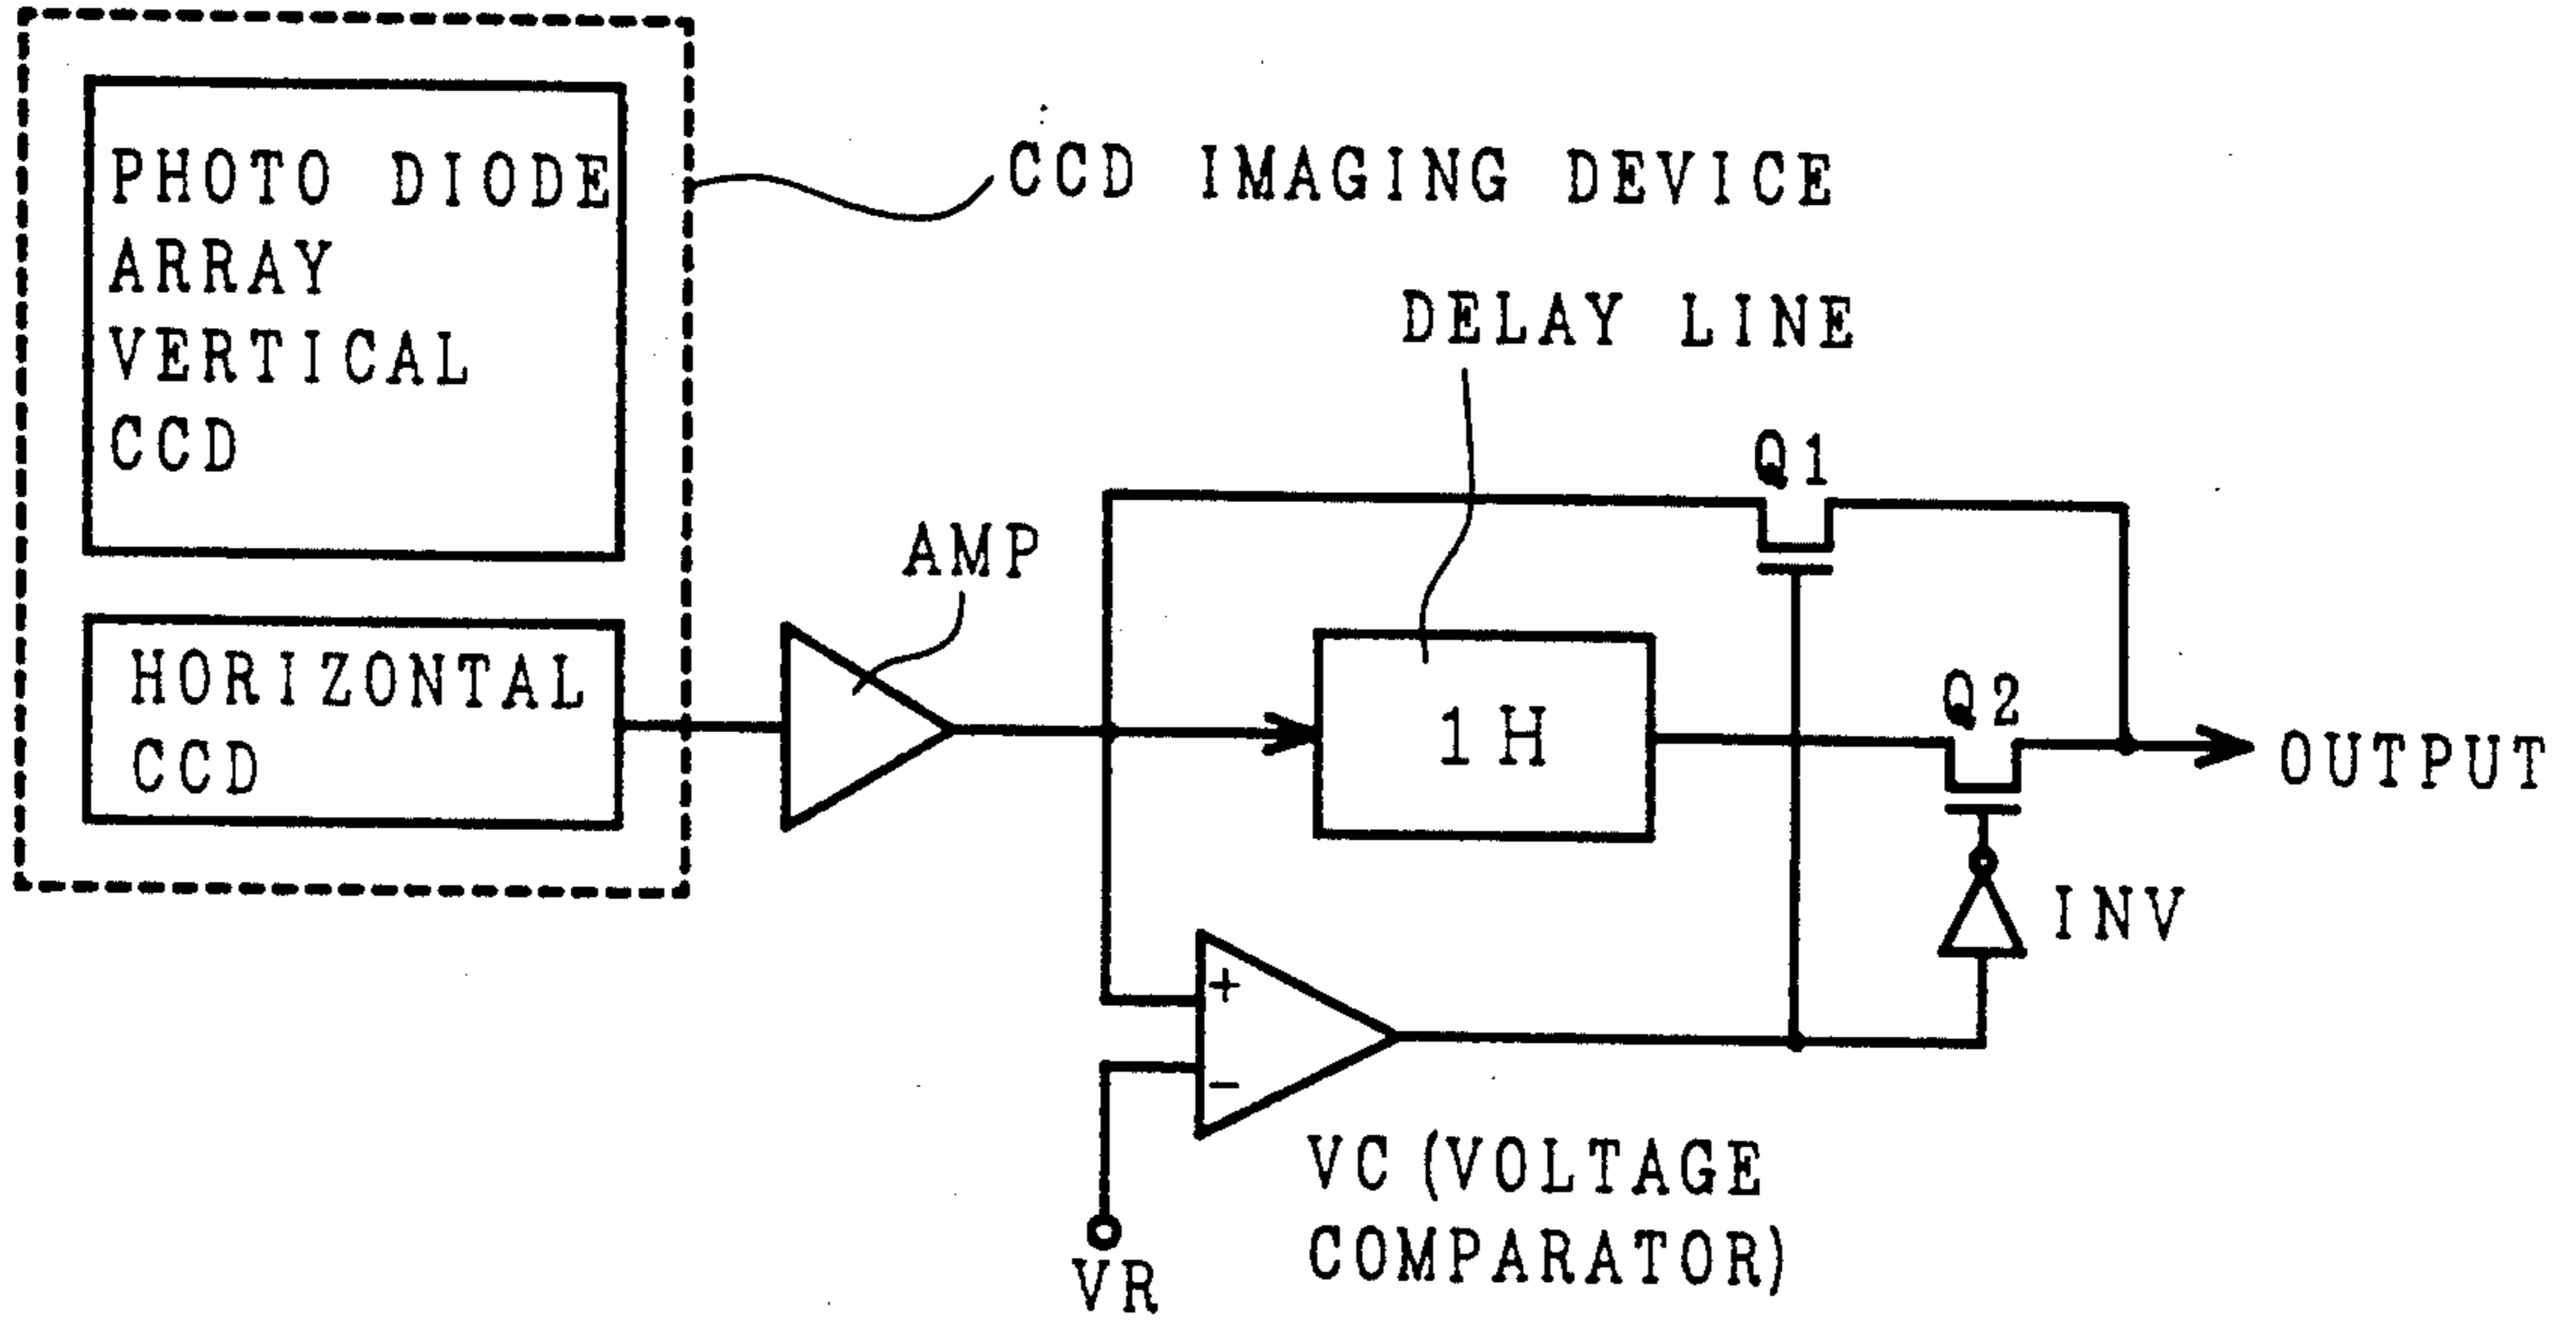 PHOTO DIODE
ARRAY
VERTICAL
CCD
CCD IMAGING DEVICE
DELAY LINE
Q1
AMP
HORIZONTAL
CCD
1H
Q2
OUTPUT
INV
+
−
VC (VOLTAGE
COMPARATOR)
VR